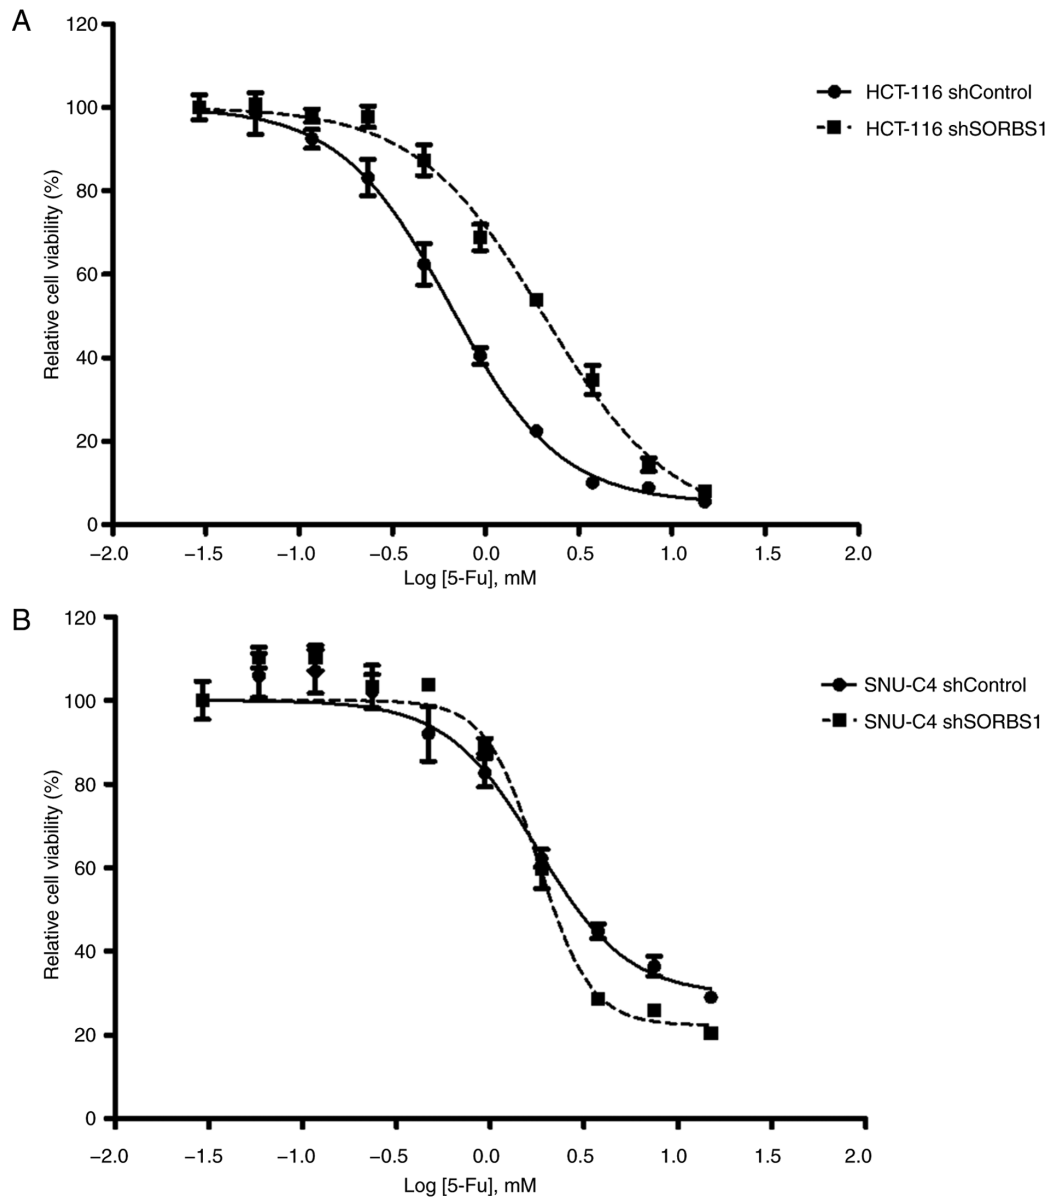 A
120
100
80
60
40
20
0
Relative cell viability (%)
HCT-116 shControl
HCT-116 shSORBS1
−2.0 −1.5 −1.0 −0.5 0.0 0.5 1.0 1.5 2.0
Log [5-Fu], mM
B
120
100
80
60
40
20
0
Relative cell viability (%)
SNU-C4 shControl
SNU-C4 shSORBS1
−2.0 −1.5 −1.0 −0.5 0.0 0.5 1.0 1.5 2.0
Log [5-Fu], mM